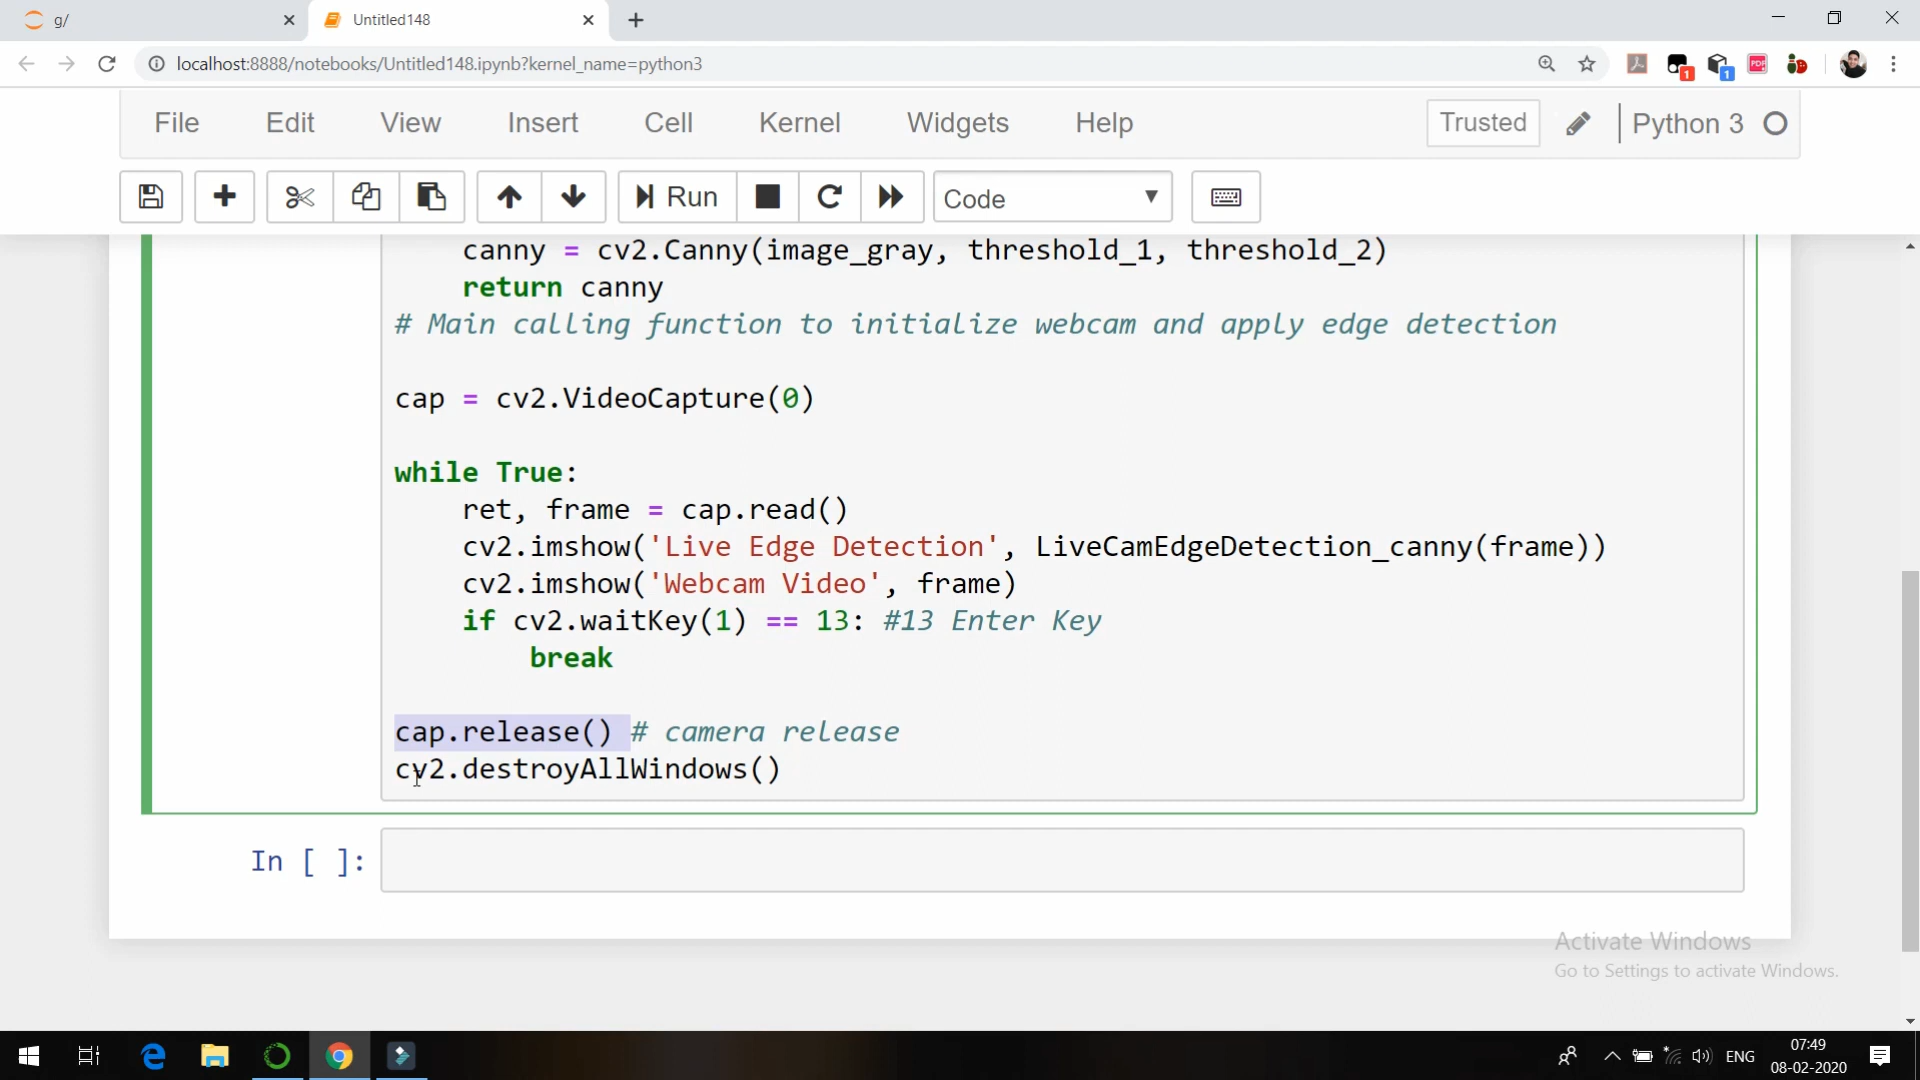 g/
Untitled148
localhost:8888/notebooks/Untitled148.ipynb?kernel_name=python3
PDF
1
1
File Edit View Insert Cell Kernel Widgets Help
Trusted
Python 3
Run
Code
canny = cv2.Canny(image_gray, threshold_1, threshold_2)
return canny
# Main calling function to initialize webcam and apply edge detection
cap = cv2.VideoCapture(0)
while True:
ret, frame = cap.read()
cv2.imshow('Live Edge Detection', LiveCamEdgeDetection_canny(frame))
cv2.imshow('Webcam Video', frame)
if cv2.waitKey(1) == 13: #13 Enter Key
break
cap.release() # camera release
cv2.destroyAllWindows()
In [ ]:
Activate Windows
Go to Settings to activate Windows.
ENG
07:49
08-02-2020